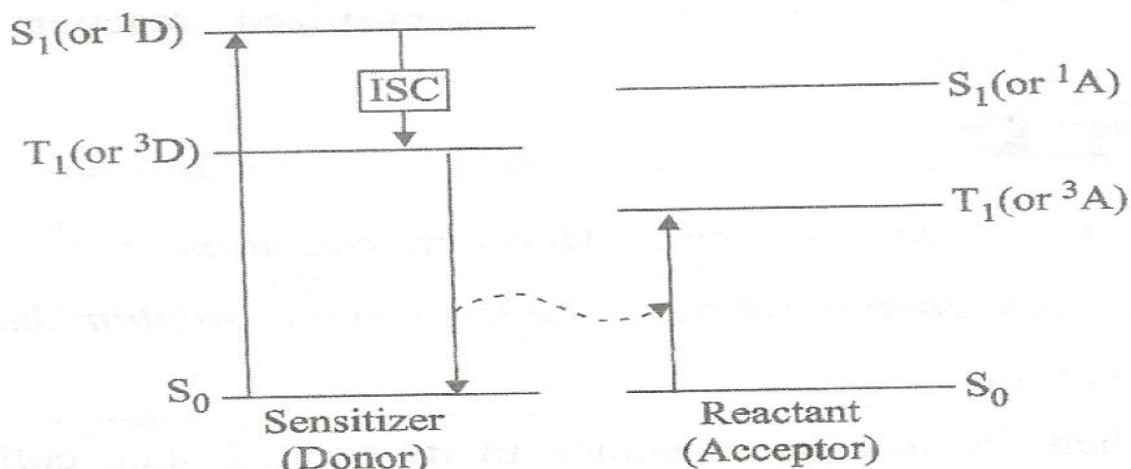 S₁(or ¹D)
ISC
S₁(or ¹A)
T₁(or ³D)
T₁(or ³A)
S₀
S₀
Sensitizer
(Donor)
Reactant
(Acceptor)